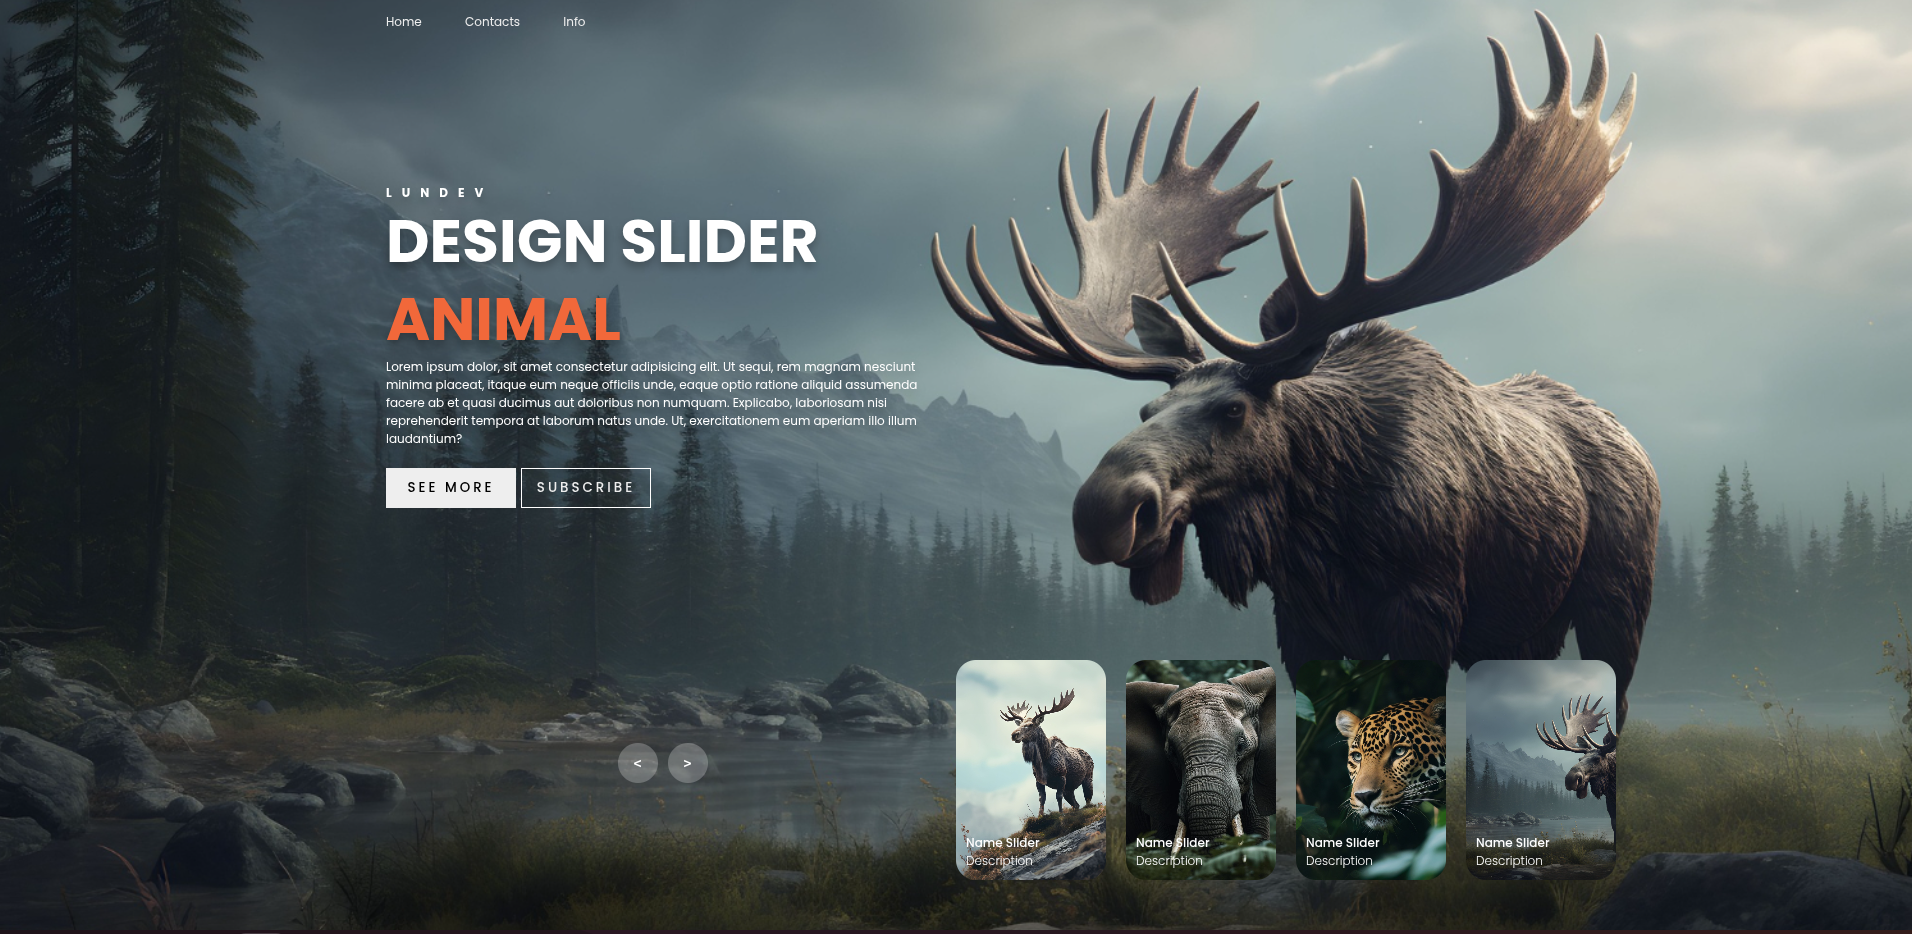 Home Contacts Info
LUNDEV
DESIGN SLIDER
ANIMAL
Lorem ipsum dolor, sit amet consectetur adipisicing elit. Ut sequi, rem magnam nesciunt
minima placeat, itaque eum neque officiis unde, eaque optio ratione aliquid assumenda
facere ab et quasi ducimus aut doloribus non numquam. Explicabo, laboriosam nisi
reprehenderit tempora at laborum natus unde. Ut, exercitationem eum aperiam illo illum
laudantium?
SEE MORE SUBSCRIBE
< >
Name Slider
Description
Name Slider
Description
Name Slider
Description
Name Slider
Description